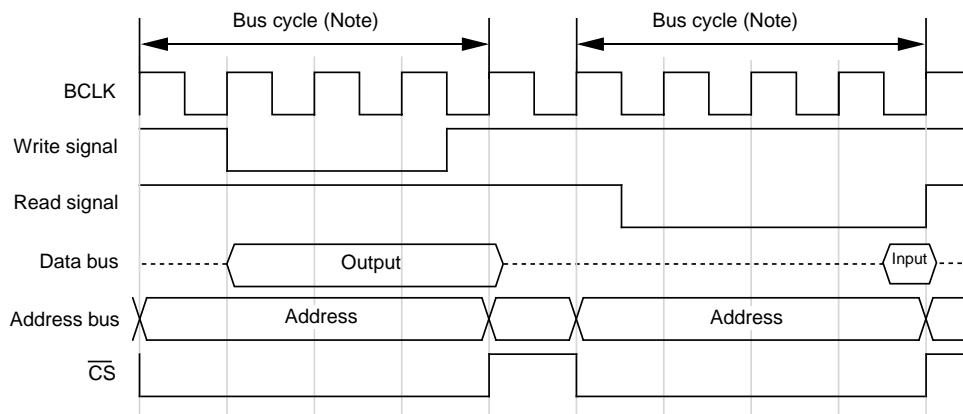 Bus cycle (Note) Bus cycle (Note)
BCLK
Write signal
Read signal
Data bus Output Input
Address bus Address Address
C̅S̅